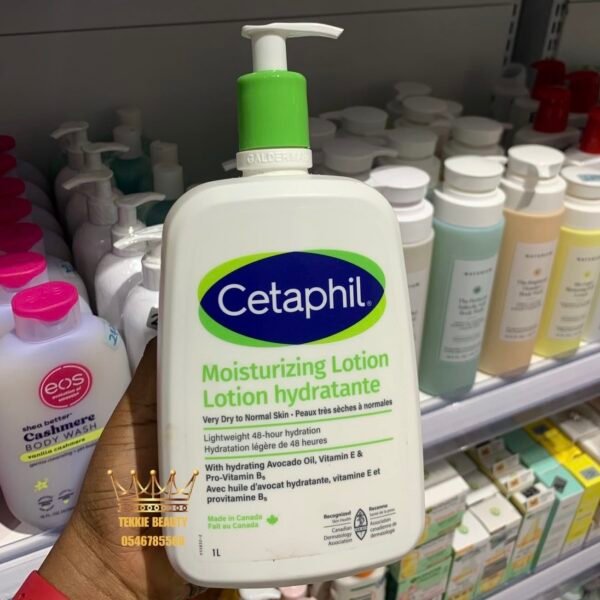 GALDERMA
Cetaphil®
Moisturizing Lotion
Lotion hydratante
Very Dry to Normal Skin • Peaux très sèches à normales
Lightweight 48-hour hydration
Hydratation légère de 48 heures
With hydrating Avocado Oil, Vitamin E &
Pro-Vitamin B₅
Avec huile d'avocat hydratante, vitamine E et
provitamine B₅
Made in Canada
Fait au Canada
Recognized
Skin Health
Canadian
Dermatology
Association
Reconnu
Association
canadienne de
dermatologie
1L
eos
shea better
Cashmere
BODY WASH
vanilla cashmere
TEKKIE BEAUTY